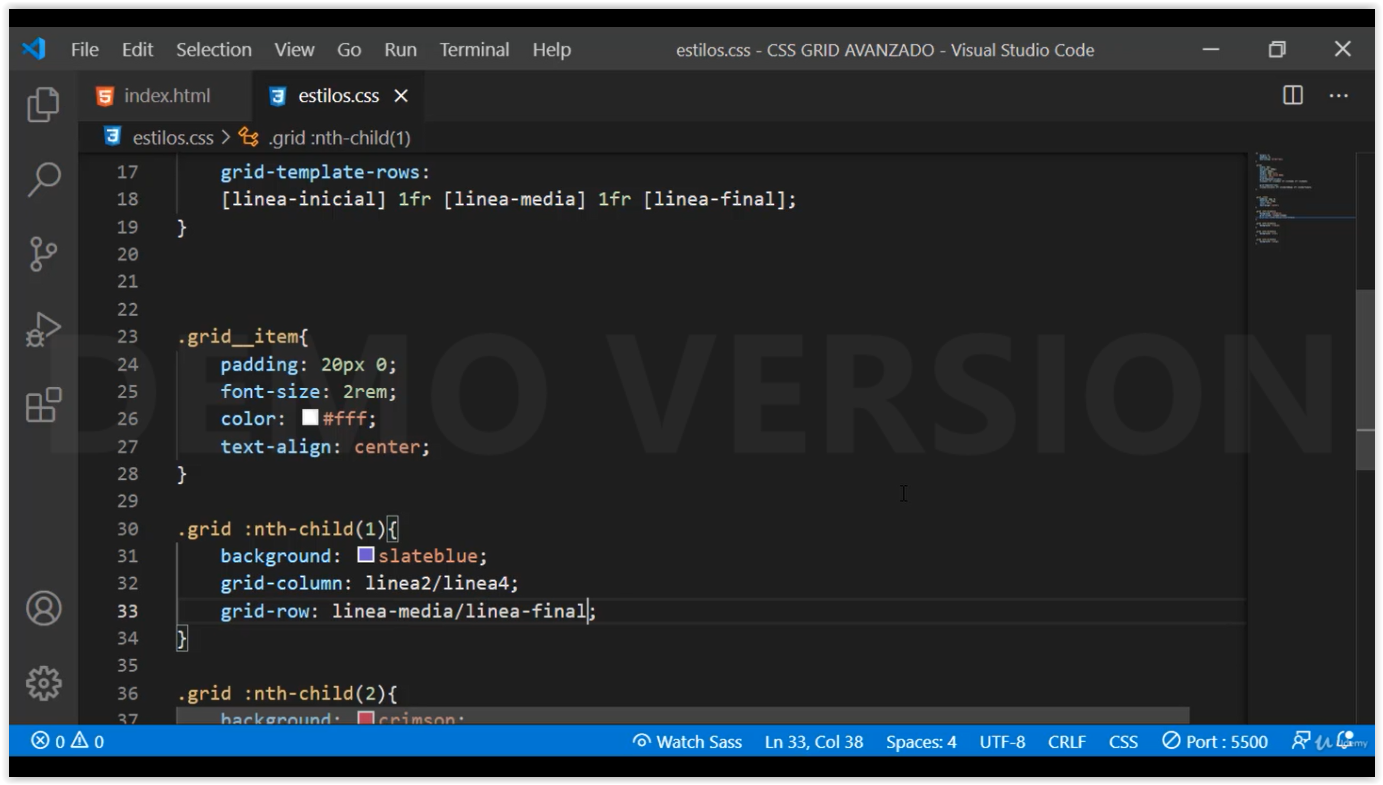 File Edit Selection View Go Run Terminal Help estilos.css - CSS GRID AVANZADO - Visual Studio Code
index.html estilos.css
estilos.css > .grid :nth-child(1)
17 grid-template-rows:
18 [linea-inicial] 1fr [linea-media] 1fr [linea-final];
19 }
20
21
22
23 .grid__item{
24 padding: 20px 0;
25 font-size: 2rem;
26 color: #fff;
27 text-align: center;
28 }
29
30 .grid :nth-child(1){
31 background: slateblue;
32 grid-column: linea2/linea4;
33 grid-row: linea-media/linea-final;
34 }
35
36 .grid :nth-child(2){
37 background: crimson;
DEMO VERSION
0 0 Watch Sass Ln 33, Col 38 Spaces: 4 UTF-8 CRLF CSS Port : 5500